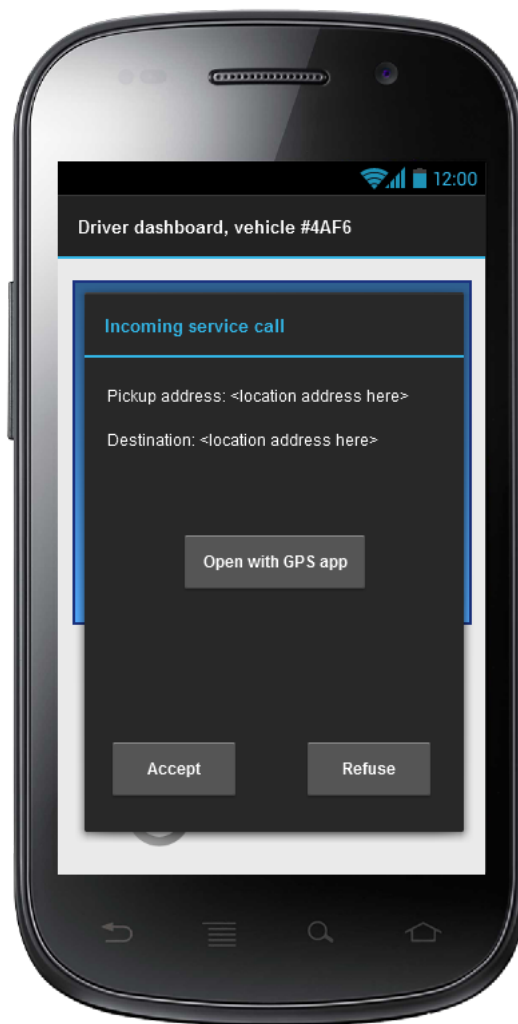 12:00
Driver dashboard, vehicle #4AF6
Incoming service call
Pickup address: <location address here>
Destination: <location address here>
Open with GPS app
Accept
Refuse